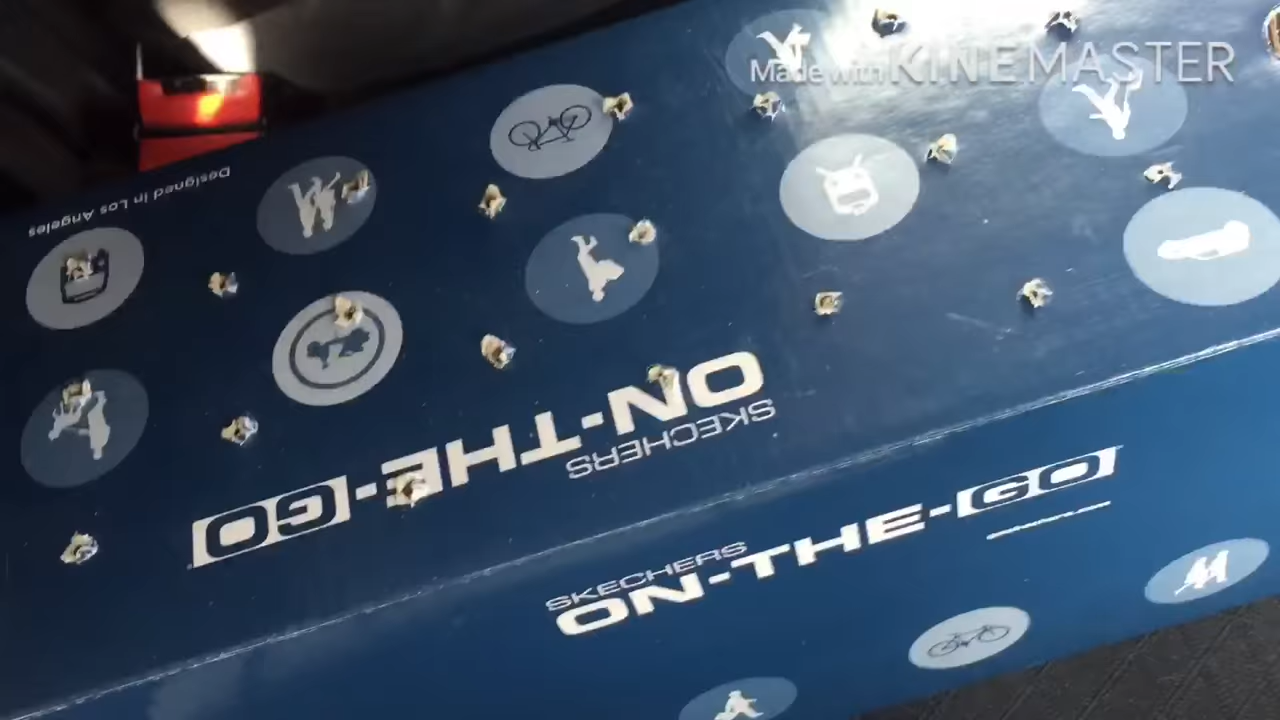 Made with KINEMASTER
Designed in Los Angeles
SKECHERS
ON-THE-GO
SKECHERS
ON-THE-GO